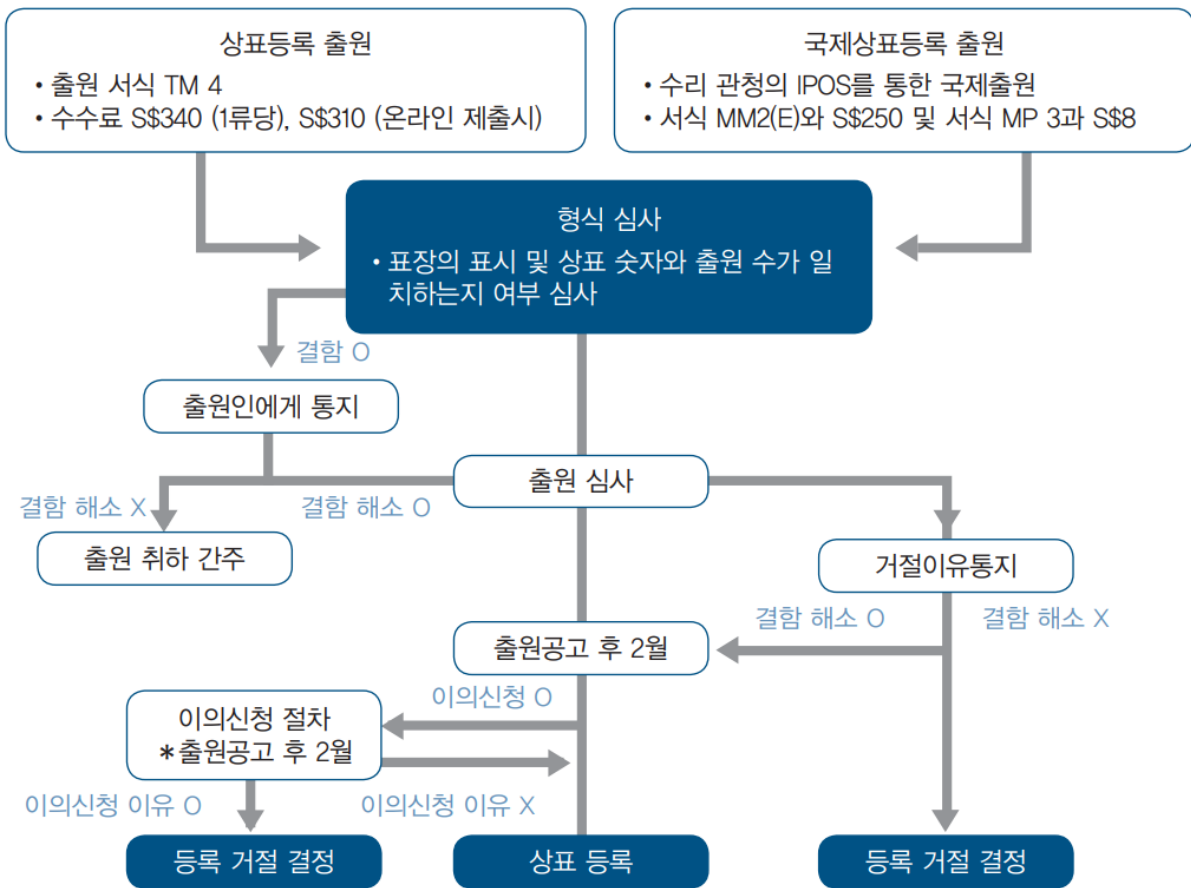 상표등록 출원
• 출원 서식 TM 4
• 수수료 S$340 (1류당), S$310 (온라인 제출시)
국제상표등록 출원
• 수리 관청의 IPOS를 통한 국제출원
• 서식 MM2(E)와 S$250 및 서식 MP 3과 S$8
형식 심사
• 표장의 표시 및 상표 숫자와 출원 수가 일
치하는지 여부 심사
결함 O
출원인에게 통지
출원 심사
결함 해소 X
결함 해소 O
출원 취하 간주
거절이유통지
결함 해소 O
결함 해소 X
출원공고 후 2월
이의신청 O
이의신청 절차
*출원공고 후 2월
이의신청 이유 O
이의신청 이유 X
등록 거절 결정
상표 등록
등록 거절 결정